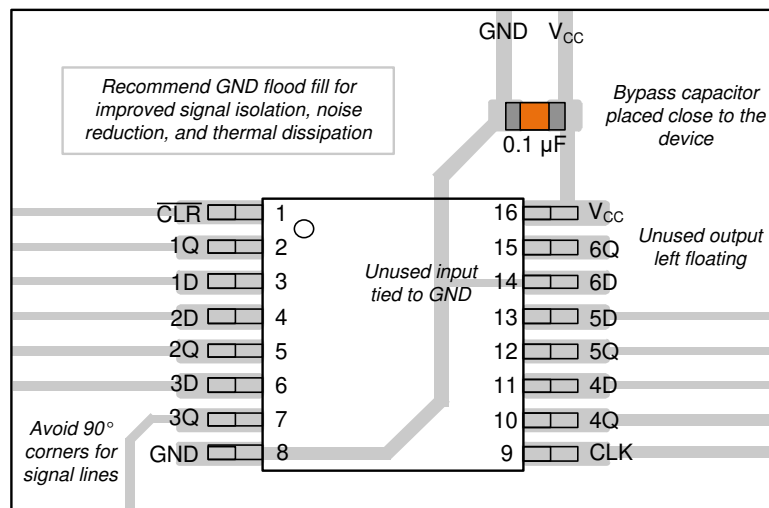 GND VCC
Recommend GND flood fill for
improved signal isolation, noise
reduction, and thermal dissipation
Bypass capacitor
placed close to the
device
0.1 µF
C̅L̅R̅ 1 16 VCC
1Q 2 15 6Q
Unused output
left floating
1D 3 14 6D
Unused input
tied to GND
2D 4 13 5D
2Q 5 12 5Q
3D 6 11 4D
3Q 7 10 4Q
Avoid 90°
corners for
signal lines
GND 8 9 CLK